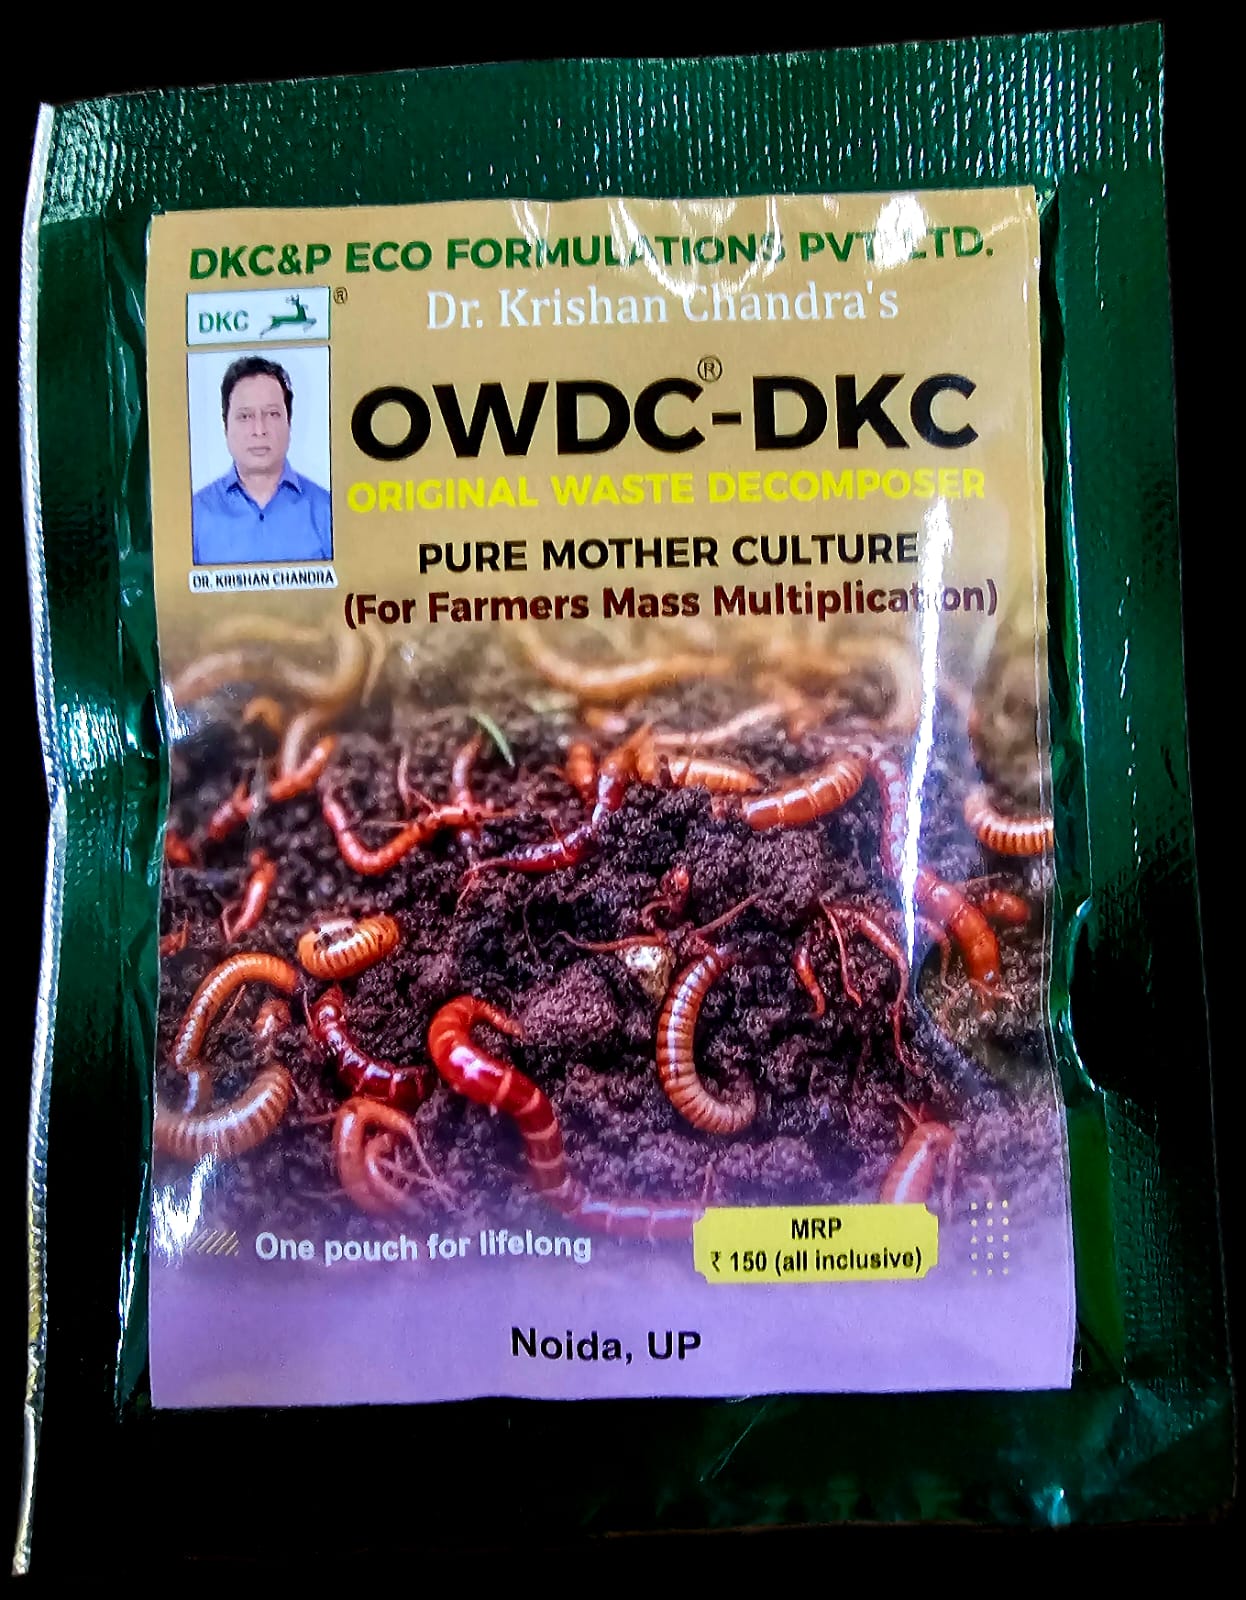 DKC&P ECO FORMULATIONS PVT. LTD.
DKC ®
Dr. Krishan Chandra's
OWDC®-DKC
ORIGINAL WASTE DECOMPOSER
DR. KRISHAN CHANDRA
PURE MOTHER CULTURE
(For Farmers Mass Multiplication)
One pouch for lifelong
MRP
₹ 150 (all inclusive)
Noida, UP